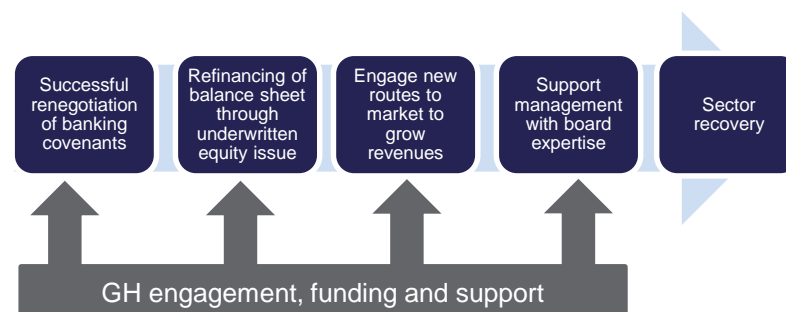 Successful
renegotiation
of banking
covenants
Refinancing of
balance sheet
through
underwritten
equity issue
Engage new
routes to
market to
grow
revenues
Support
management
with board
expertise
Sector
recovery
GH engagement, funding and support